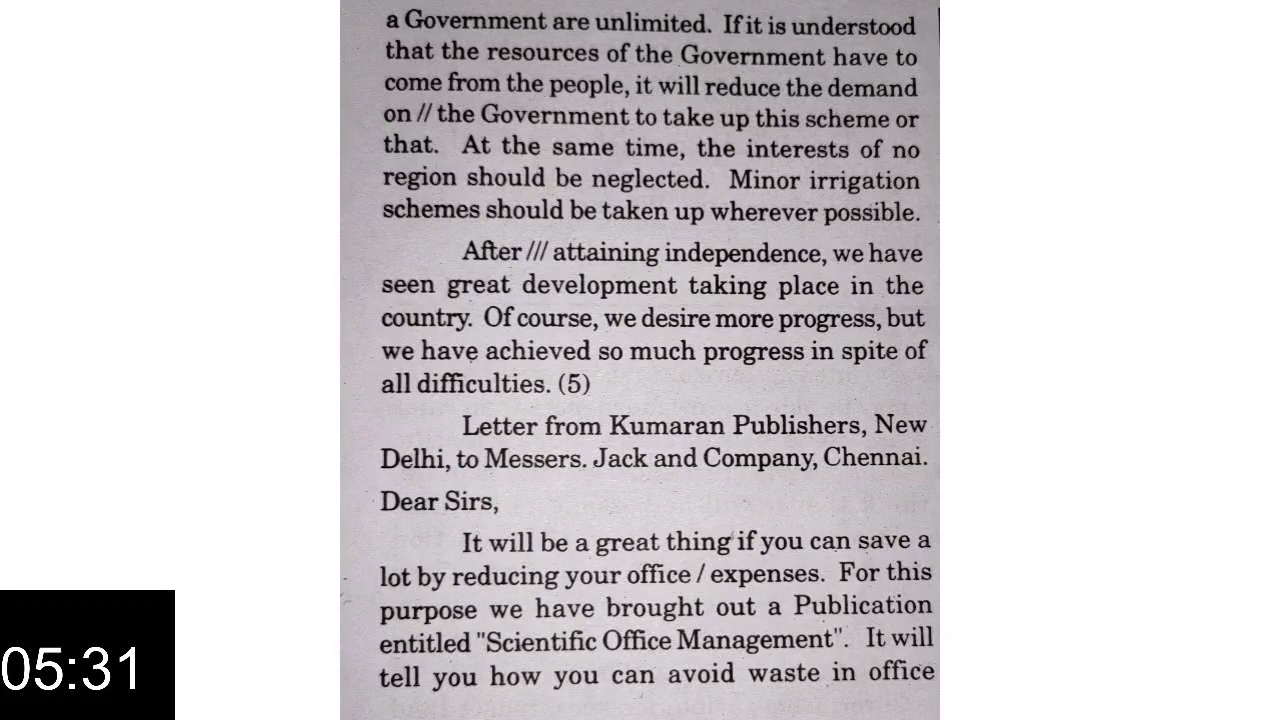 a Government are unlimited. If it is understood
that the resources of the Government have to
come from the people, it will reduce the demand
on // the Government to take up this scheme or
that. At the same time, the interests of no
region should be neglected. Minor irrigation
schemes should be taken up wherever possible.
After /// attaining independence, we have
seen great development taking place in the
country. Of course, we desire more progress, but
we have achieved so much progress in spite of
all difficulties. (5)
Letter from Kumaran Publishers, New
Delhi, to Messers. Jack and Company, Chennai.
Dear Sirs,
It will be a great thing if you can save a
lot by reducing your office / expenses. For this
purpose we have brought out a Publication
entitled "Scientific Office Management". It will
tell you how you can avoid waste in office
05:31